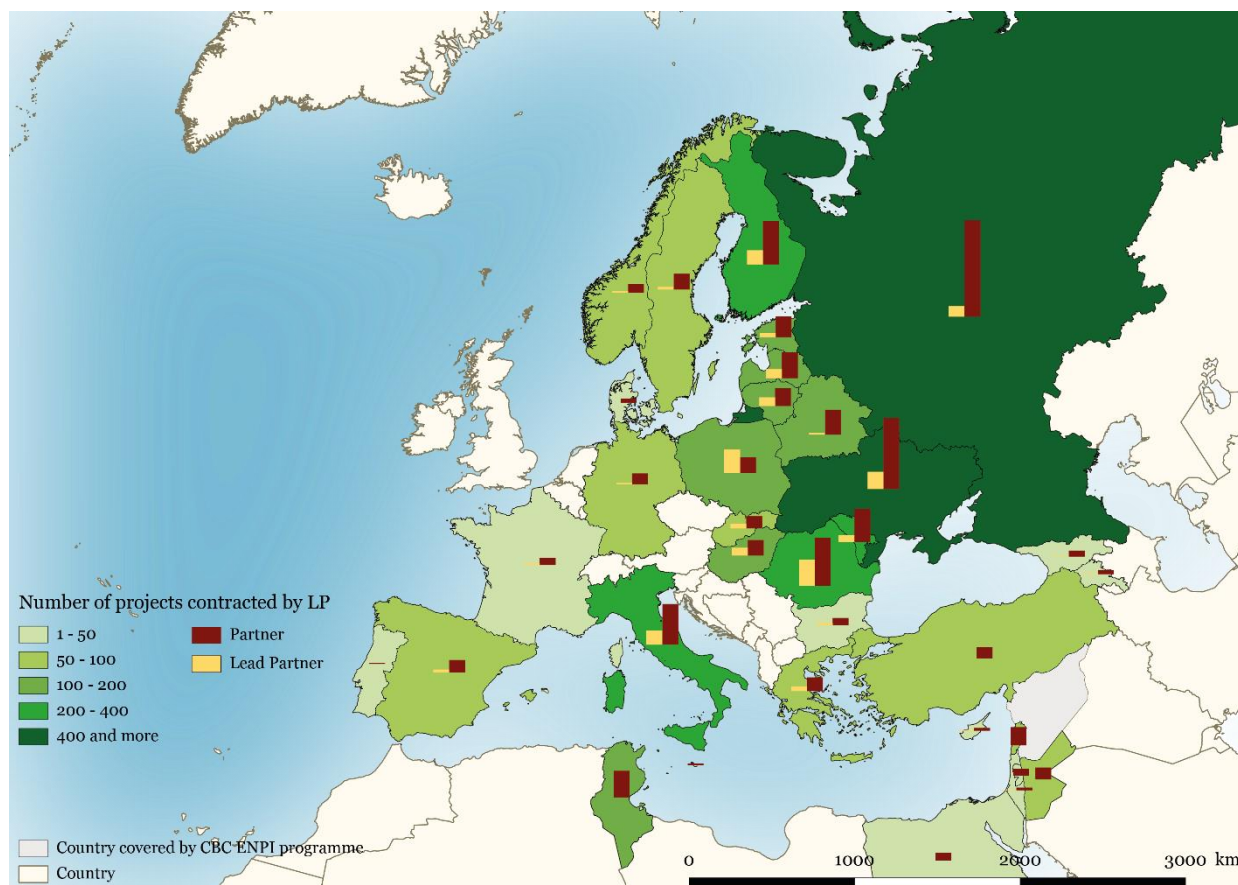 Number of projects contracted by LP
1 - 50
50 - 100
100 - 200
200 - 400
400 and more
Partner
Lead Partner
Country covered by CBC ENPI programme
Country
0 1000 2000 3000 km